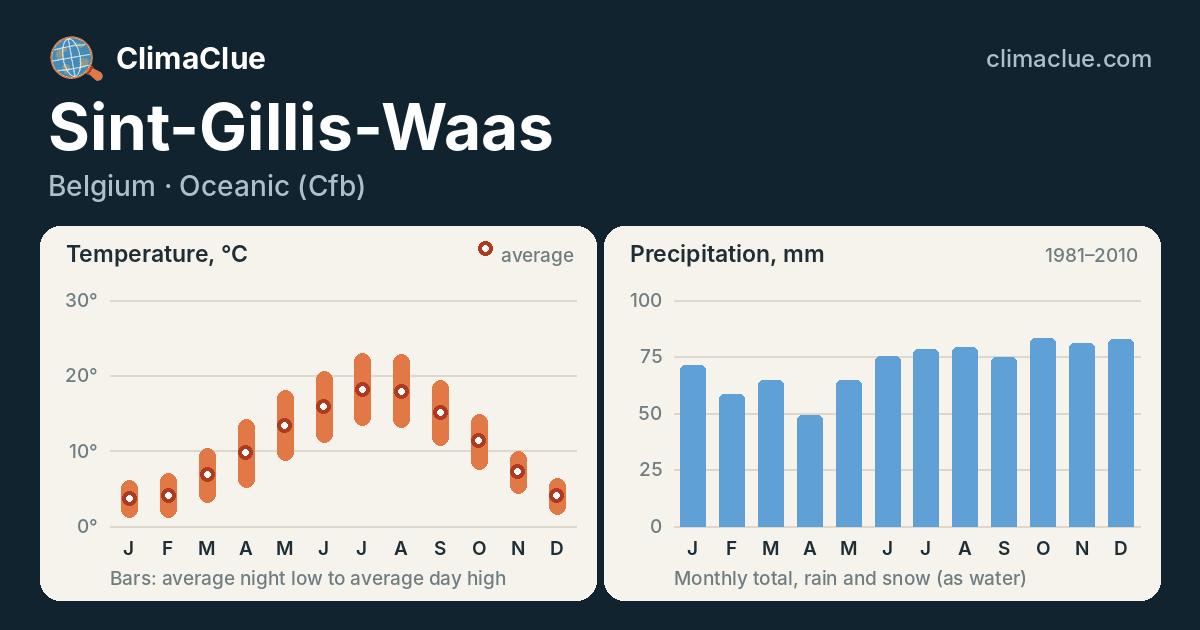 ClimaClue
climaclue.com
Sint-Gillis-Waas
Belgium · Oceanic (Cfb)
Temperature, °C
average
30°
20°
10°
0°
J F M A M J J A S O N D
Bars: average night low to average day high
Precipitation, mm
1981–2010
100
75
50
25
0
J F M A M J J A S O N D
Monthly total, rain and snow (as water)